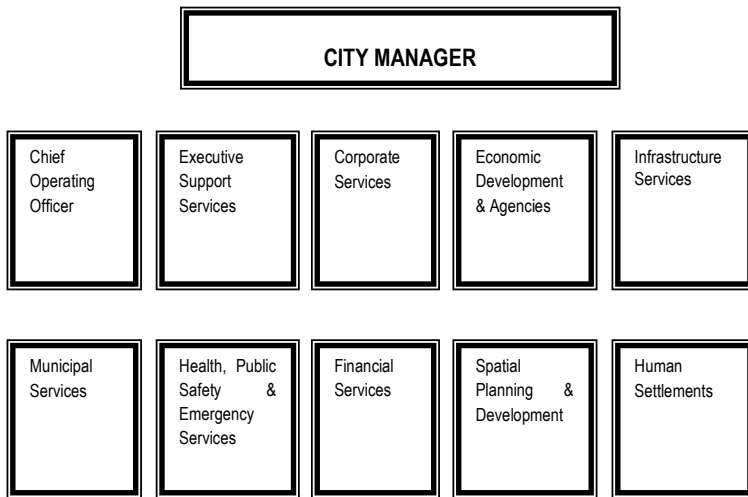 CITY MANAGER
Chief
Operating
Officer
Executive
Support
Services
Corporate
Services
Economic
Development
& Agencies
Infrastructure
Services
Municipal
Services
Health, Public
Safety &
Emergency
Services
Financial
Services
Spatial
Planning &
Development
Human
Settlements